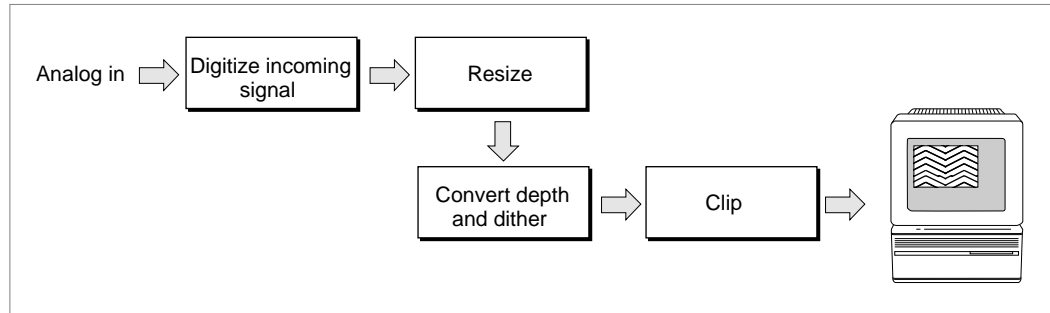 Analog in
Digitize incoming
signal
Resize
Convert depth
and dither
Clip